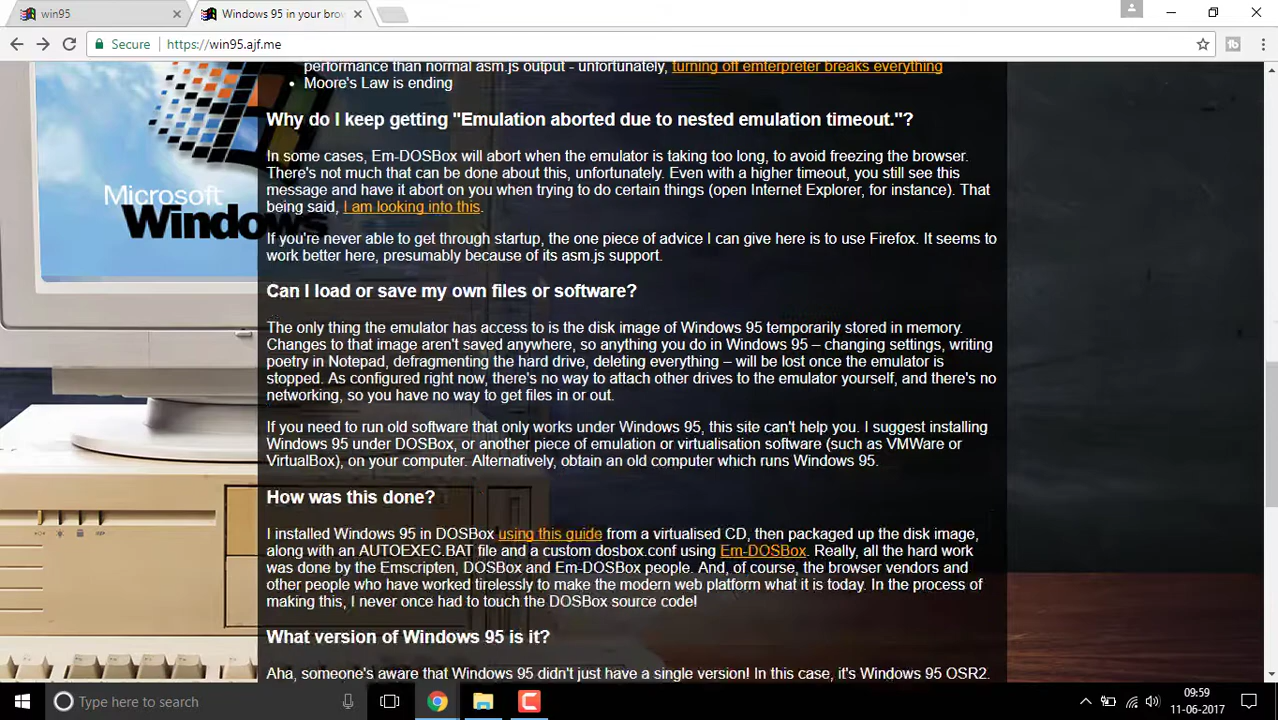 win95
Windows 95 in your brow
Secure
https://win95.ajf.me
performance than normal asm.js output - unfortunately, turning off emterpreter breaks everything
• Moore's Law is ending
Why do I keep getting "Emulation aborted due to nested emulation timeout."?
In some cases, Em-DOSBox will abort when the emulator is taking too long, to avoid freezing the browser.
There's not much that can be done about this, unfortunately. Even with a higher timeout, you still see this
message and have it abort on you when trying to do certain things (open Internet Explorer, for instance). That
being said, I am looking into this.
If you're never able to get through startup, the one piece of advice I can give here is to use Firefox. It seems to
work better here, presumably because of its asm.js support.
Can I load or save my own files or software?
The only thing the emulator has access to is the disk image of Windows 95 temporarily stored in memory.
Changes to that image aren't saved anywhere, so anything you do in Windows 95 – changing settings, writing
poetry in Notepad, defragmenting the hard drive, deleting everything – will be lost once the emulator is
stopped. As configured right now, there's no way to attach other drives to the emulator yourself, and there's no
networking, so you have no way to get files in or out.
If you need to run old software that only works under Windows 95, this site can't help you. I suggest installing
Windows 95 under DOSBox, or another piece of emulation or virtualisation software (such as VMWare or
VirtualBox), on your computer. Alternatively, obtain an old computer which runs Windows 95.
How was this done?
I installed Windows 95 in DOSBox using this guide from a virtualised CD, then packaged up the disk image,
along with an AUTOEXEC.BAT file and a custom dosbox.conf using Em-DOSBox. Really, all the hard work
was done by the Emscripten, DOSBox and Em-DOSBox people. And, of course, the browser vendors and
other people who have worked tirelessly to make the modern web platform what it is today. In the process of
making this, I never once had to touch the DOSBox source code!
What version of Windows 95 is it?
Aha, someone's aware that Windows 95 didn't just have a single version! In this case, it's Windows 95 OSR2.
Microsoft
Windows
Type here to search
09:59
11-06-2017